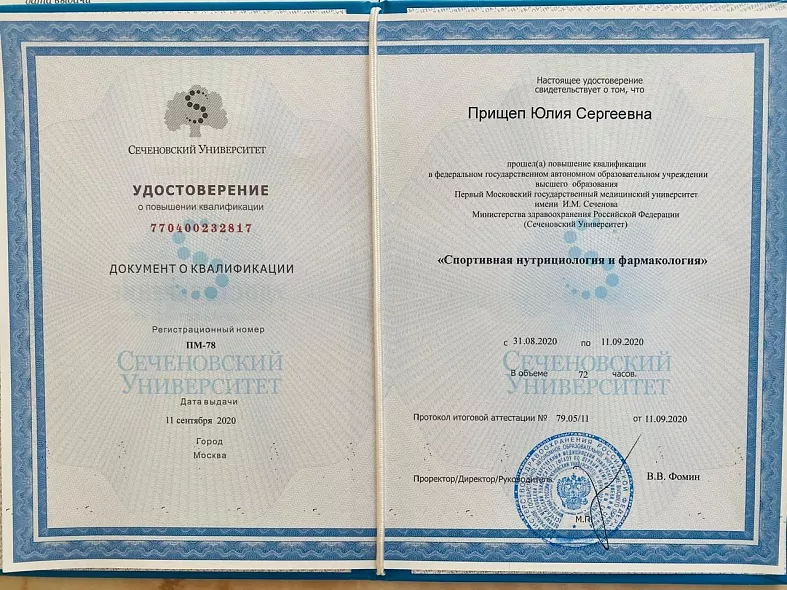 дата выдачи
Сеченовский Университет
УДОСТОВЕРЕНИЕ
о повышении квалификации
770400232817
ДОКУМЕНТ О КВАЛИФИКАЦИИ
Регистрационный номер
ПМ-78
Сеченовский
Университет
Дата выдачи
11 сентября 2020
Город
Москва
Настоящее удостоверение
свидетельствует о том, что
Прищеп Юлия Сергеевна
прошел(а) повышение квалификации
в федеральном государственном автономном образовательном учреждении
высшего образования
Первый Московский государственный медицинский университет
имени И.М. Сеченова
Министерства здравоохранения Российской Федерации
(Сеченовский Университет)
«Спортивная нутрициология и фармакология»
с 31.08.2020 по 11.09.2020
Сеченовский
В объеме 72 часов.
Университет
Протокол итоговой аттестации № 79.05/11 от 11.09.2020
Проректор/Директор/Руководитель В.В. Фомин
М.П.